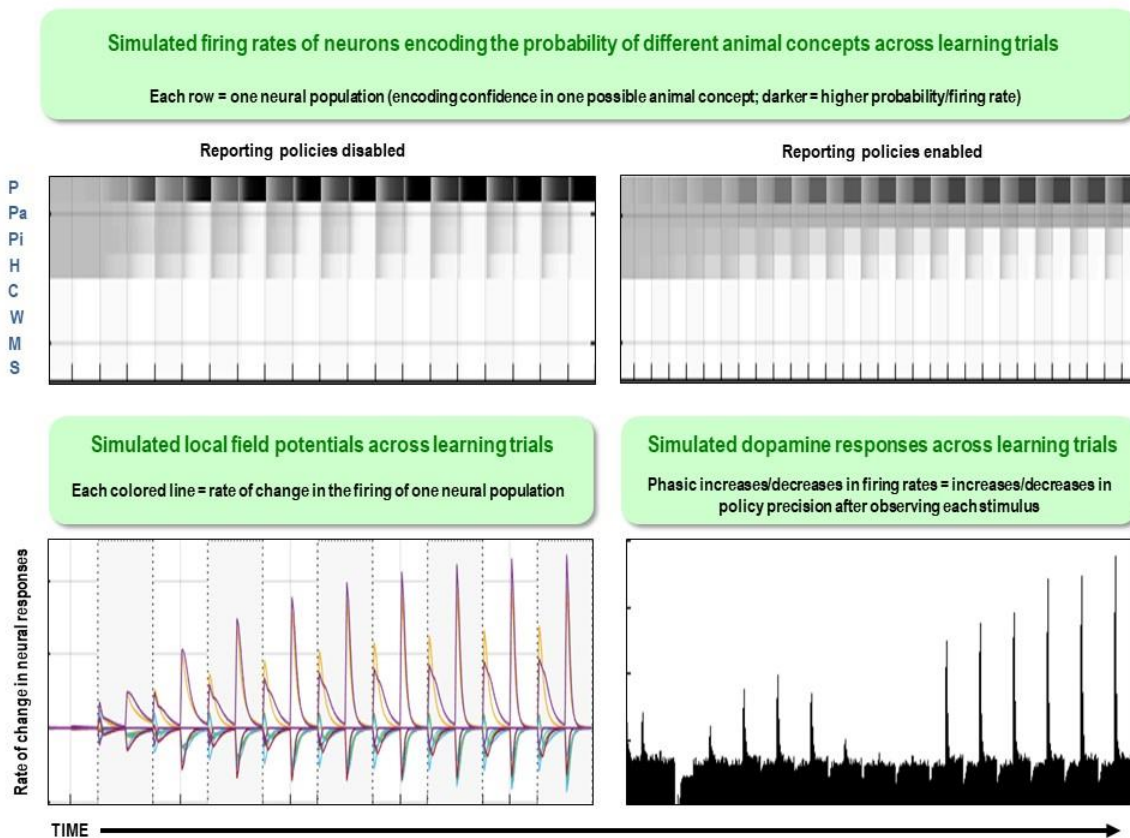 Simulated firing rates of neurons encoding the probability of different animal concepts across learning trials
Each row = one neural population (encoding confidence in one possible animal concept; darker = higher probability/firing rate)
Reporting policies disabled
Reporting policies enabled
P
Pa
Pi
H
C
W
M
S
Simulated local field potentials across learning trials
Each colored line = rate of change in the firing of one neural population
Simulated dopamine responses across learning trials
Phasic increases/decreases in firing rates = increases/decreases in
policy precision after observing each stimulus
Rate of change in neural responses
TIME